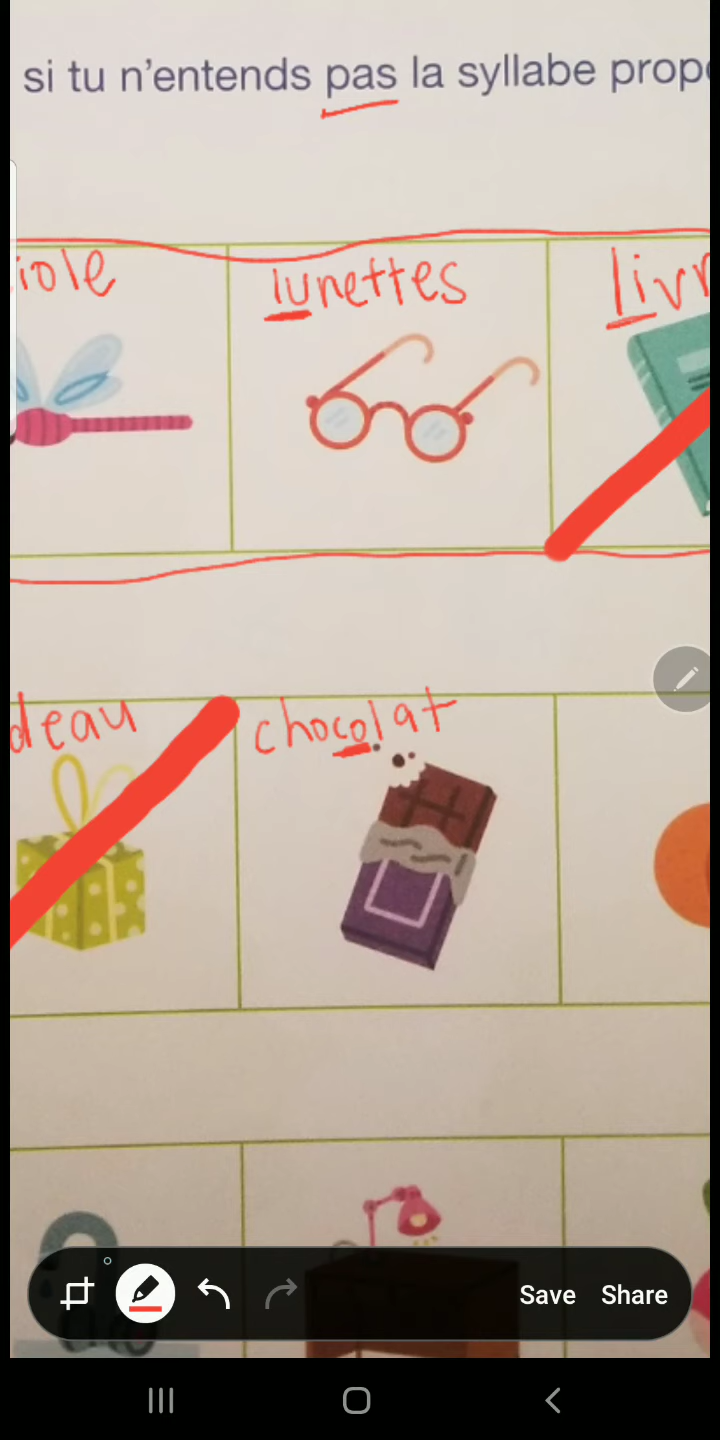 si tu n'entends pas la syllabe prop
iole
lunettes
livr
deau
chocolat
Save Share